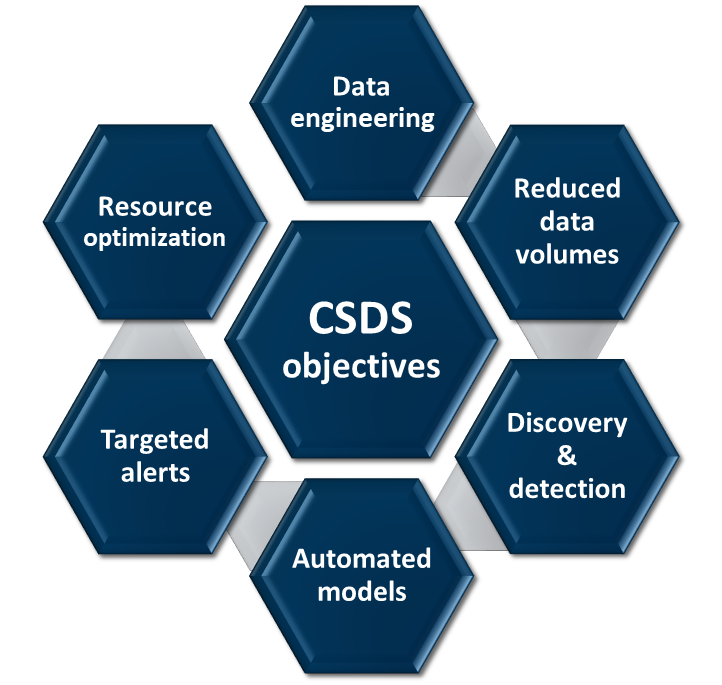 Data
engineering
Reduced
data
volumes
Discovery
&
detection
Automated
models
Targeted
alerts
Resource
optimization
CSDS
objectives